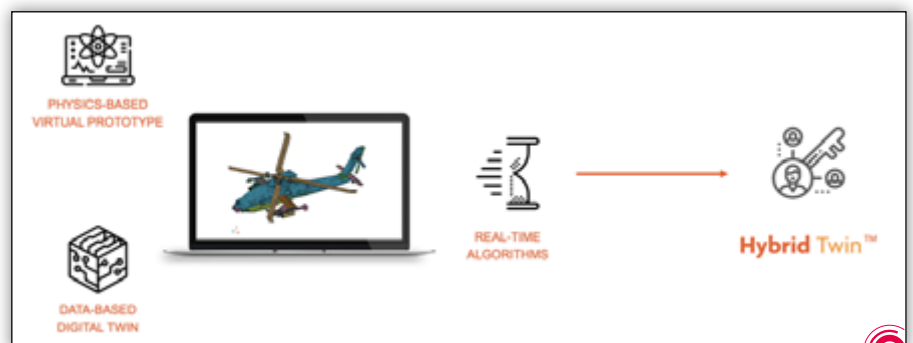 PHYSICS-BASED
VIRTUAL PROTOTYPE
REAL-TIME
ALGORITHMS
Hybrid Twin™
DATA-BASED
DIGITAL TWIN